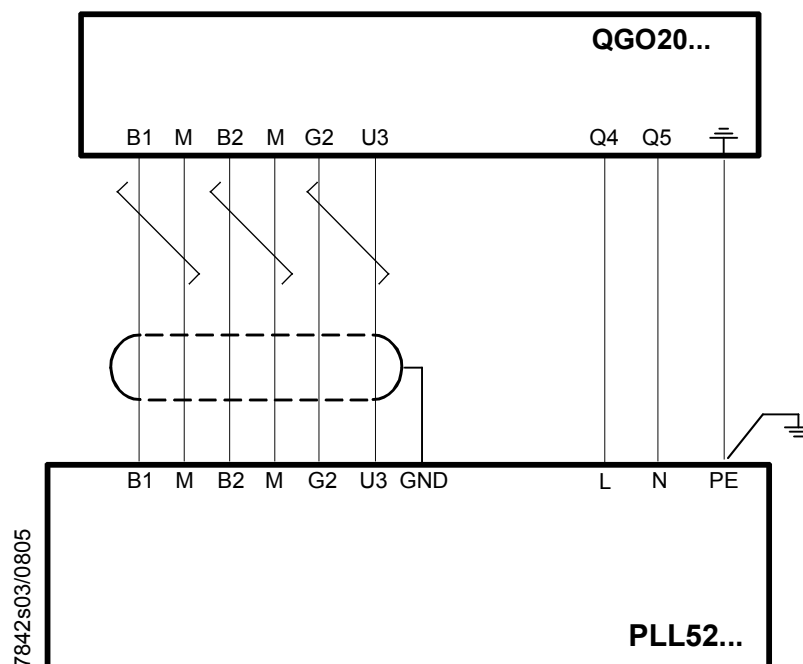 QGO20...
B1 M B2 M G2 U3 Q4 Q5
B1 M B2 M G2 U3 GND L N PE
7842s03/0805
PLL52...